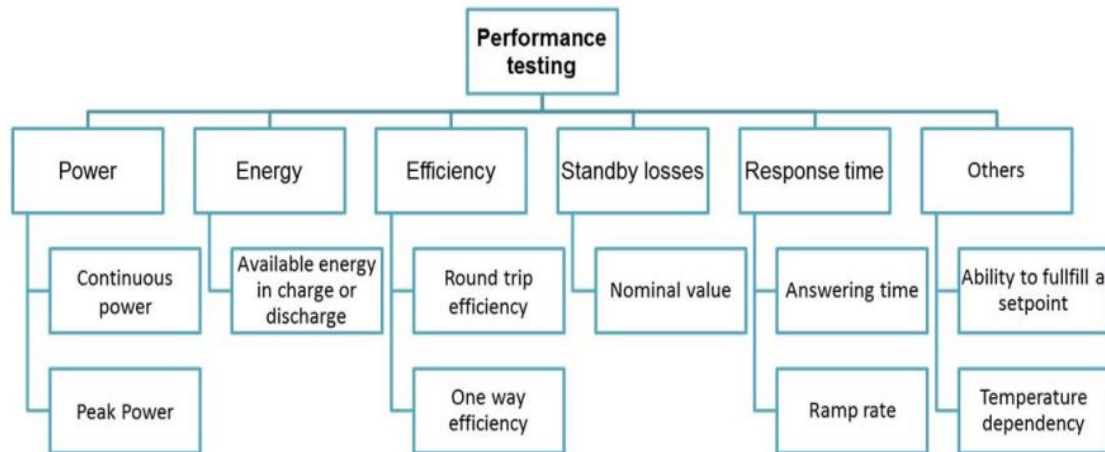 Performance
testing
Power
Energy
Efficiency
Standby losses
Response time
Others
Continuous
power
Available energy
in charge or
discharge
Round trip
efficiency
Nominal value
Answering time
Ability to fullfill a
setpoint
Peak Power
One way
efficiency
Ramp rate
Temperature
dependency